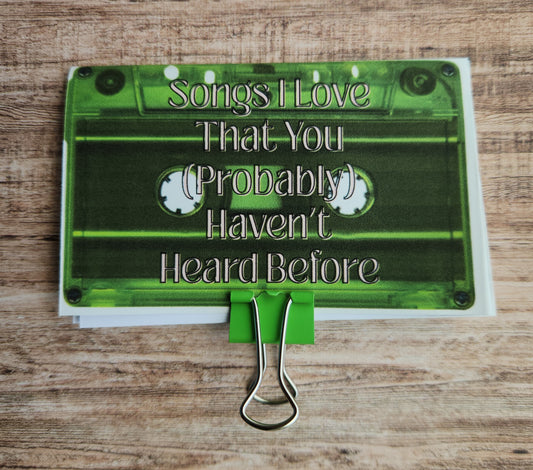 Songs I Love
That You
(Probably)
Haven't
Heard Before